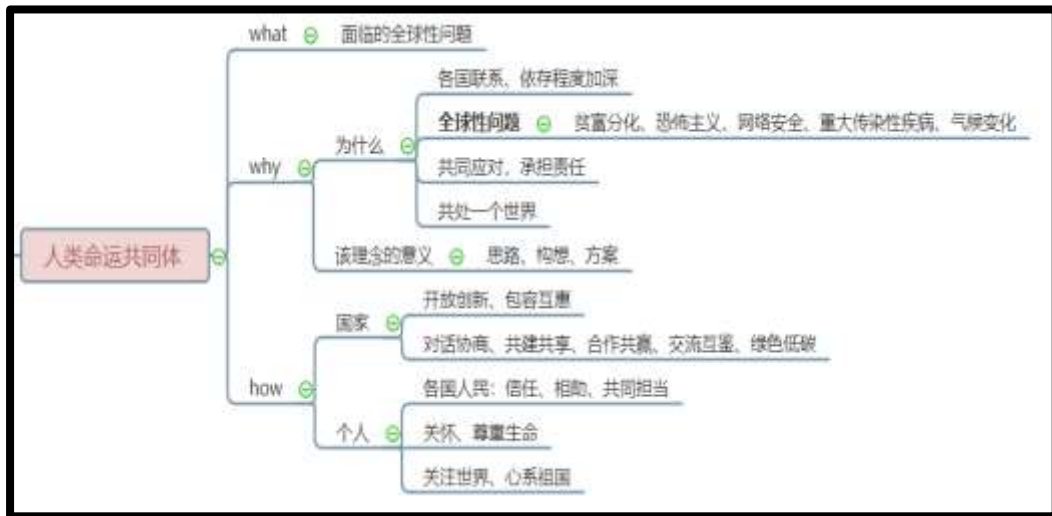 what
面临的全球性问题
why
为什么
各国联系、依存程度加深
全球性问题
贫富分化、恐怖主义、网络安全、重大传染性疾病、气候变化
共同应对，承担责任
共处一个世界
该理念的意义
思路、构想、方案
人类命运共同体
how
国家
开放创新、包容互惠
对话协商、共建共享、合作共赢、交流互鉴、绿色低碳
个人
各国人民：信任、相助、共同担当
关怀、尊重生命
关注世界、心系祖国